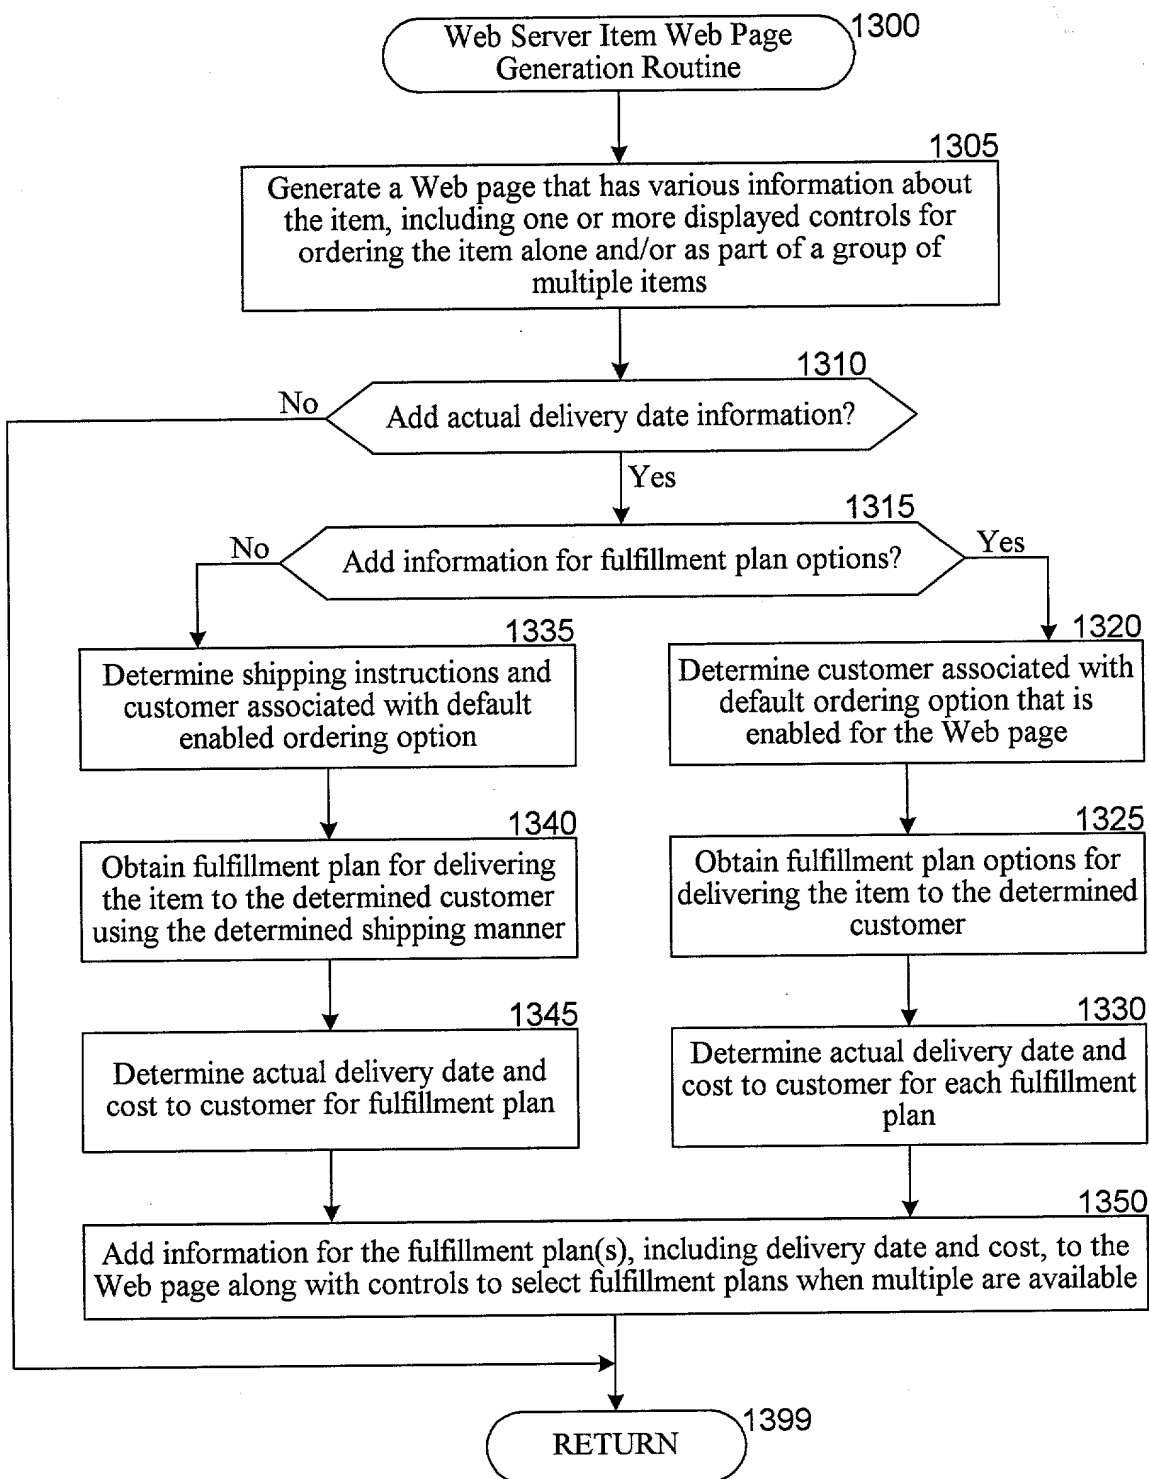 Web Server Item Web Page
Generation Routine
1300
1305
Generate a Web page that has various information about
the item, including one or more displayed controls for
ordering the item alone and/or as part of a group of
multiple items
1310
No
Add actual delivery date information?
Yes
1315
No
Add information for fulfillment plan options?
Yes
1335
Determine shipping instructions and
customer associated with default
enabled ordering option
1320
Determine customer associated with
default ordering option that is
enabled for the Web page
1340
Obtain fulfillment plan for delivering
the item to the determined customer
using the determined shipping manner
1325
Obtain fulfillment plan options for
delivering the item to the determined
customer
1345
Determine actual delivery date and
cost to customer for fulfillment plan
1330
Determine actual delivery date and
cost to customer for each fulfillment
plan
1350
Add information for the fulfillment plan(s), including delivery date and cost, to the
Web page along with controls to select fulfillment plans when multiple are available
1399
RETURN